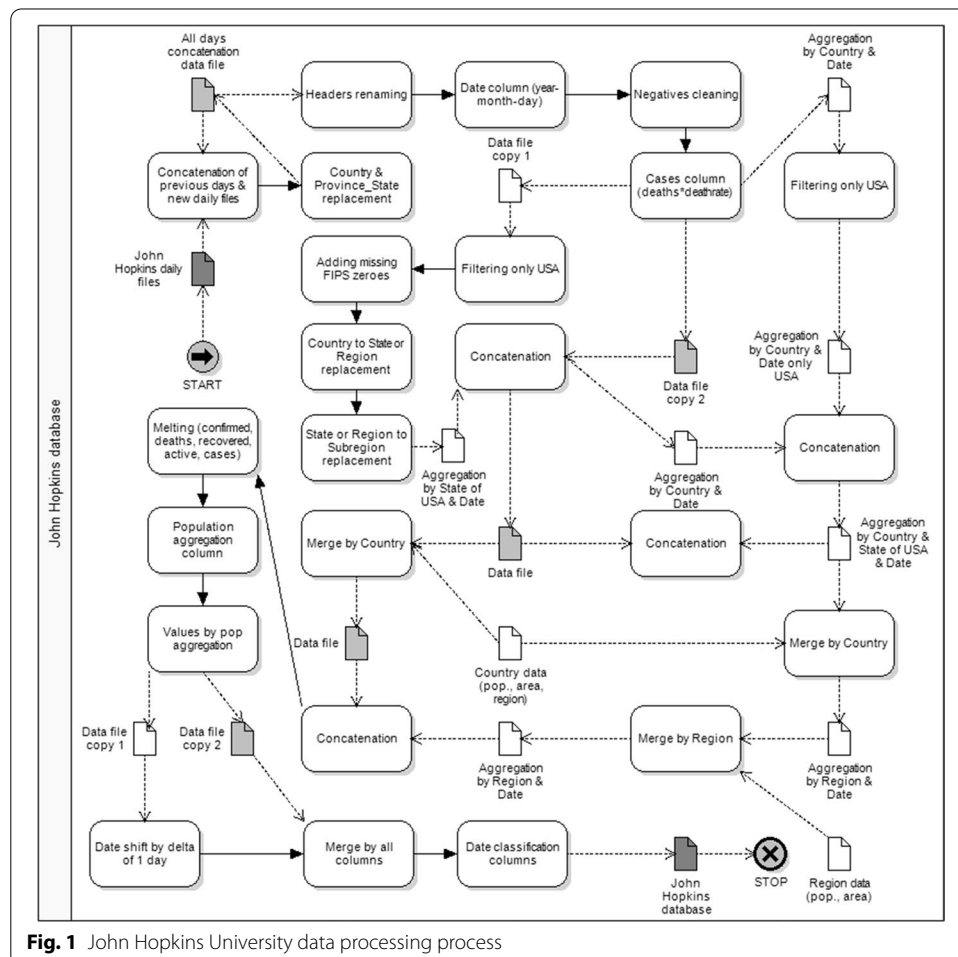 John Hopkins database
All days
concatenation
data file
Headers renaming
Date column (year-
month-day)
Negatives cleaning
Aggregation
by Country &
Date
Concatenation of
previous days &
new daily files
Country &
Province_State
replacement
Data file
copy 1
Cases column
(deaths*deathrate)
Filtering only USA
John
Hopkins daily
files
Adding missing
FIPS zeroes
Filtering only USA
START
Country to State or
Region
replacement
Concatenation
Data file
copy 2
Aggregation
by Country &
Date only
USA
Melting (confirmed,
deaths, recovered,
active, cases)
State or Region to
Subregion
replacement
Aggregation
by State of
USA & Date
Aggregation
by Country &
Date
Concatenation
Population
aggregation
column
Merge by Country
Data file
Concatenation
Aggregation
by Country &
State of USA
& Date
Values by pop
aggregation
Data file
Country data
(pop., area,
region)
Merge by Country
Data file
copy 1
Data file
copy 2
Concatenation
Aggregation
by Region &
Date
Merge by Region
Aggregation
by Region &
Date
Date shift by delta
of 1 day
Merge by all
columns
Date classification
columns
John
Hopkins
database
STOP
Region data
(pop., area)
Fig. 1 John Hopkins University data processing process